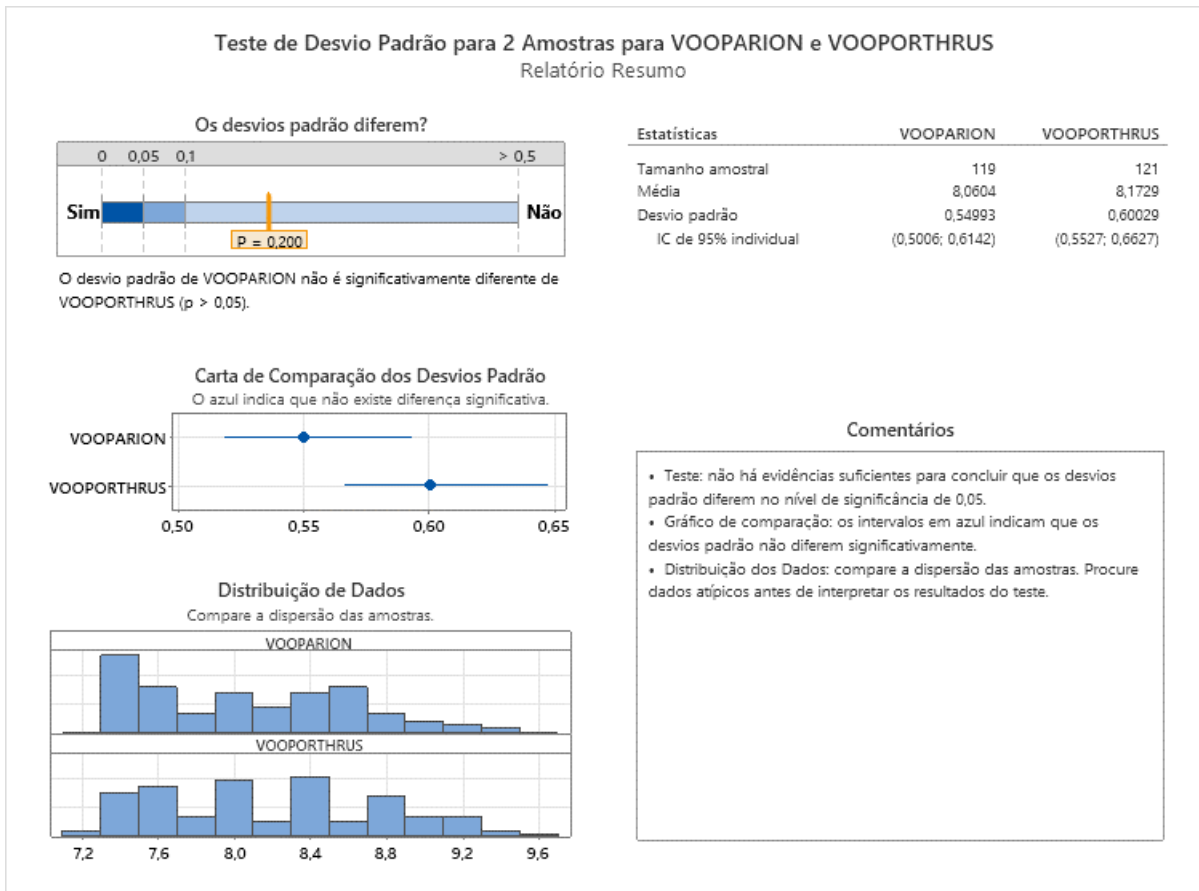 Teste de Desvio Padrão para 2 Amostras para VOOPARION e VOOPORTHRUS
Relatório Resumo
Os desvios padrão diferem?
0 0,05 0,1 > 0,5
Sim Não
P = 0,200
O desvio padrão de VOOPARION não é significativamente diferente de
VOOPORTHRUS (p > 0,05).
Estatísticas VOOPARION VOOPORTHRUS
Tamanho amostral 119 121
Média 8,0604 8,1729
Desvio padrão 0,54993 0,60029
IC de 95% individual (0,5006; 0,6142) (0,5527; 0,6627)
Carta de Comparação dos Desvios Padrão
O azul indica que não existe diferença significativa.
VOOPARION
VOOPORTHRUS
0,50 0,55 0,60 0,65
Distribuição de Dados
Compare a dispersão das amostras.
VOOPARION
VOOPORTHRUS
7,2 7,6 8,0 8,4 8,8 9,2 9,6
Comentários
• Teste: não há evidências suficientes para concluir que os desvios
padrão diferem no nível de significância de 0,05.
• Gráfico de comparação: os intervalos em azul indicam que os
desvios padrão não diferem significativamente.
• Distribuição dos Dados: compare a dispersão das amostras. Procure
dados atípicos antes de interpretar os resultados do teste.